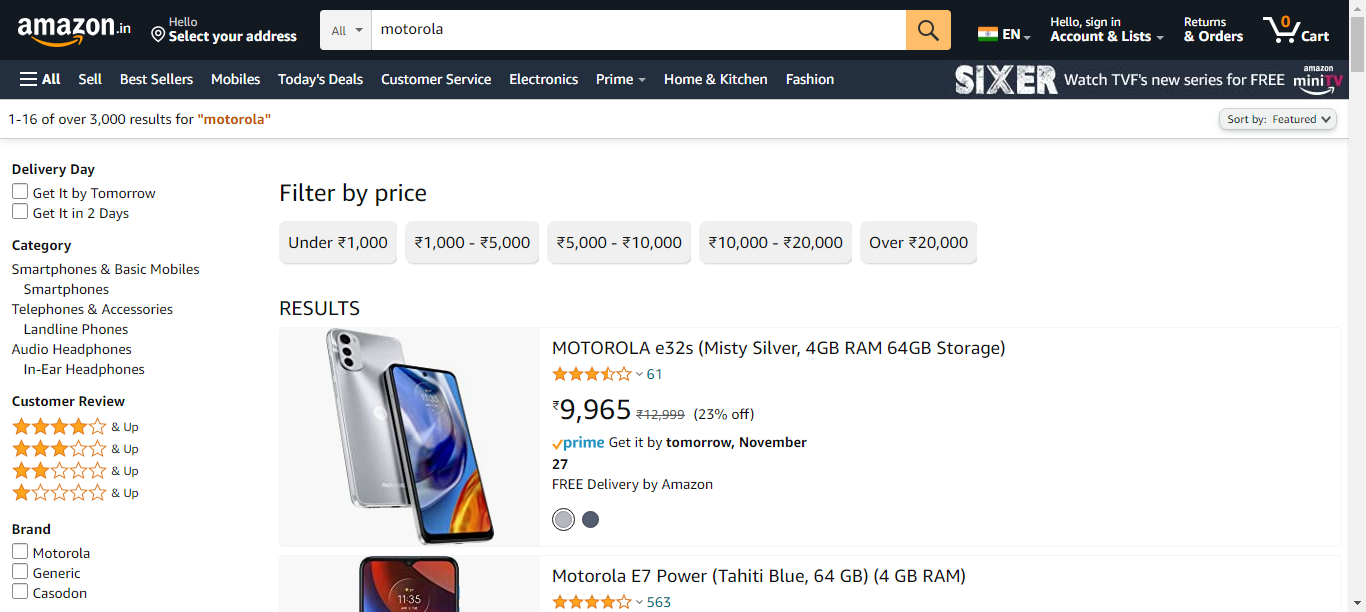 amazon.in
Hello
Select your address
All
motorola
EN
Hello, sign in
Account & Lists
Returns
& Orders
0
Cart
All
Sell
Best Sellers
Mobiles
Today's Deals
Customer Service
Electronics
Prime
Home & Kitchen
Fashion
SIXER
Watch TVF's new series for FREE
amazon
miniTV
1-16 of over 3,000 results for "motorola"
Sort by: Featured
Delivery Day
Get It by Tomorrow
Get It in 2 Days
Category
Smartphones & Basic Mobiles
Smartphones
Telephones & Accessories
Landline Phones
Audio Headphones
In-Ear Headphones
Customer Review
& Up
& Up
& Up
& Up
Brand
Motorola
Generic
Casodon
Filter by price
Under ₹1,000
₹1,000 - ₹5,000
₹5,000 - ₹10,000
₹10,000 - ₹20,000
Over ₹20,000
RESULTS
MOTOROLA e32s (Misty Silver, 4GB RAM 64GB Storage)
61
₹9,965 ₹12,999 (23% off)
prime Get it by tomorrow, November
27
FREE Delivery by Amazon
11:35
Motorola E7 Power (Tahiti Blue, 64 GB) (4 GB RAM)
563
11:35